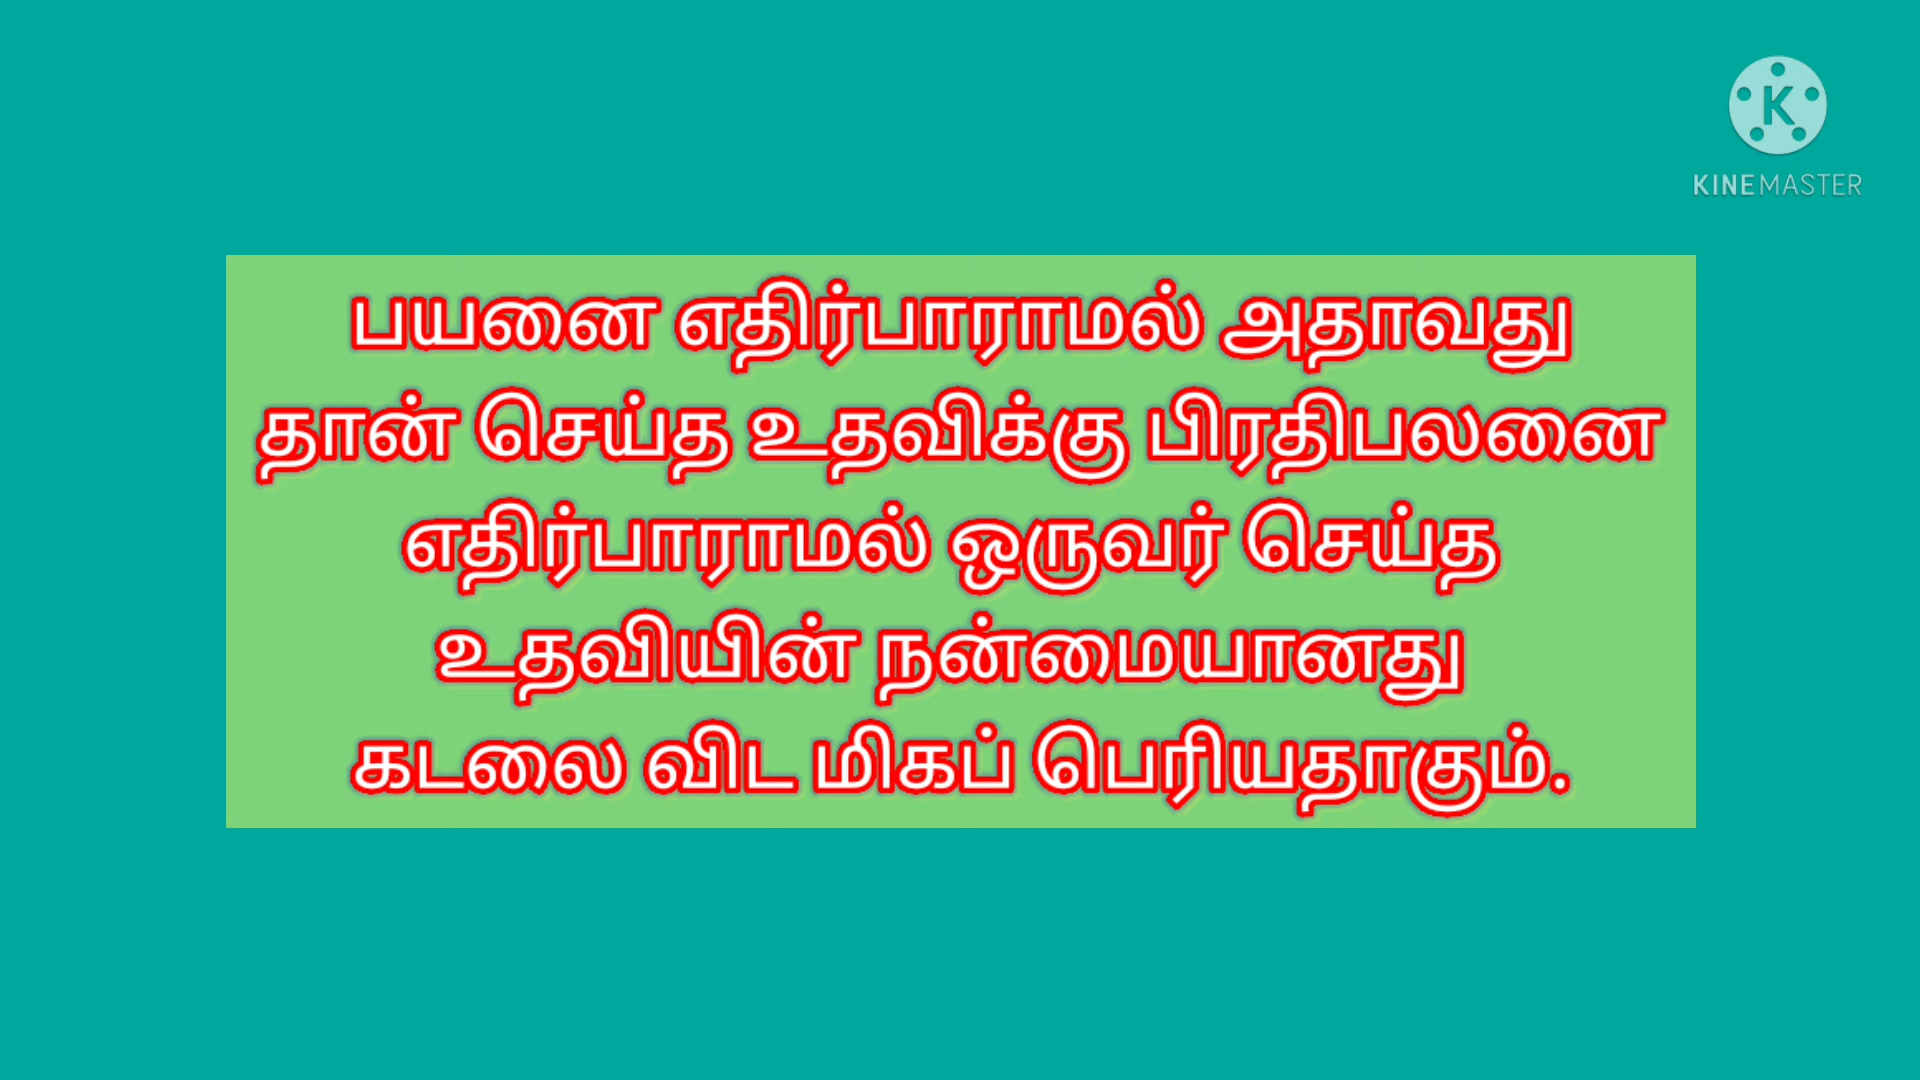 KINEMASTER
பயனை எதிர்பாராமல் அதாவது
தான் செய்த உதவிக்கு பிரதிபலனை
எதிர்பாராமல் ஒருவர் செய்த
உதவியின் நன்மையானது
கடலை விட மிகப் பெரியதாகும்.